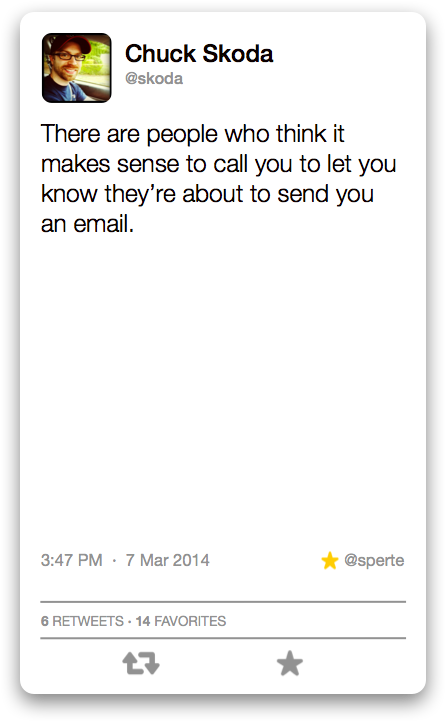 Chuck Skoda
@skoda
There are people who think it
makes sense to call you to let you
know they’re about to send you
an email.
3:47 PM · 7 Mar 2014 @sperte
6 RETWEETS · 14 FAVORITES